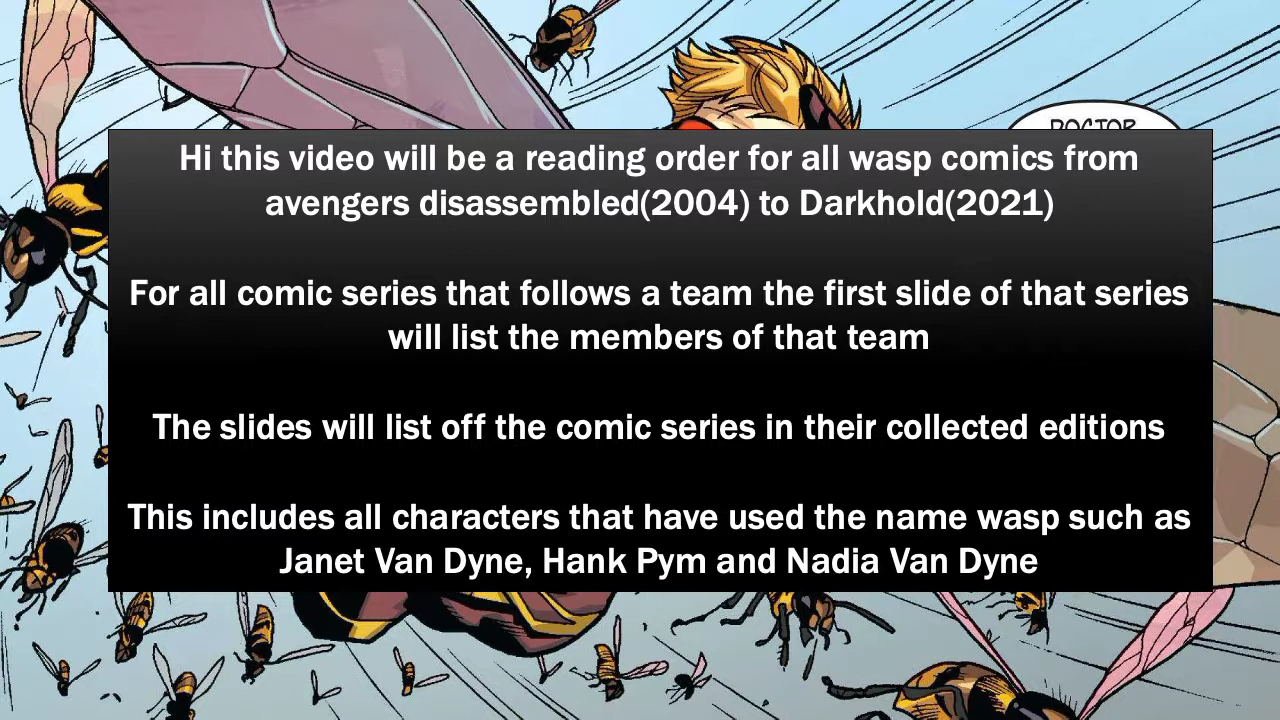 DOCTOR
Hi this video will be a reading order for all wasp comics from
avengers disassembled(2004) to Darkhold(2021)
For all comic series that follows a team the first slide of that series
will list the members of that team
The slides will list off the comic series in their collected editions
This includes all characters that have used the name wasp such as
Janet Van Dyne, Hank Pym and Nadia Van Dyne